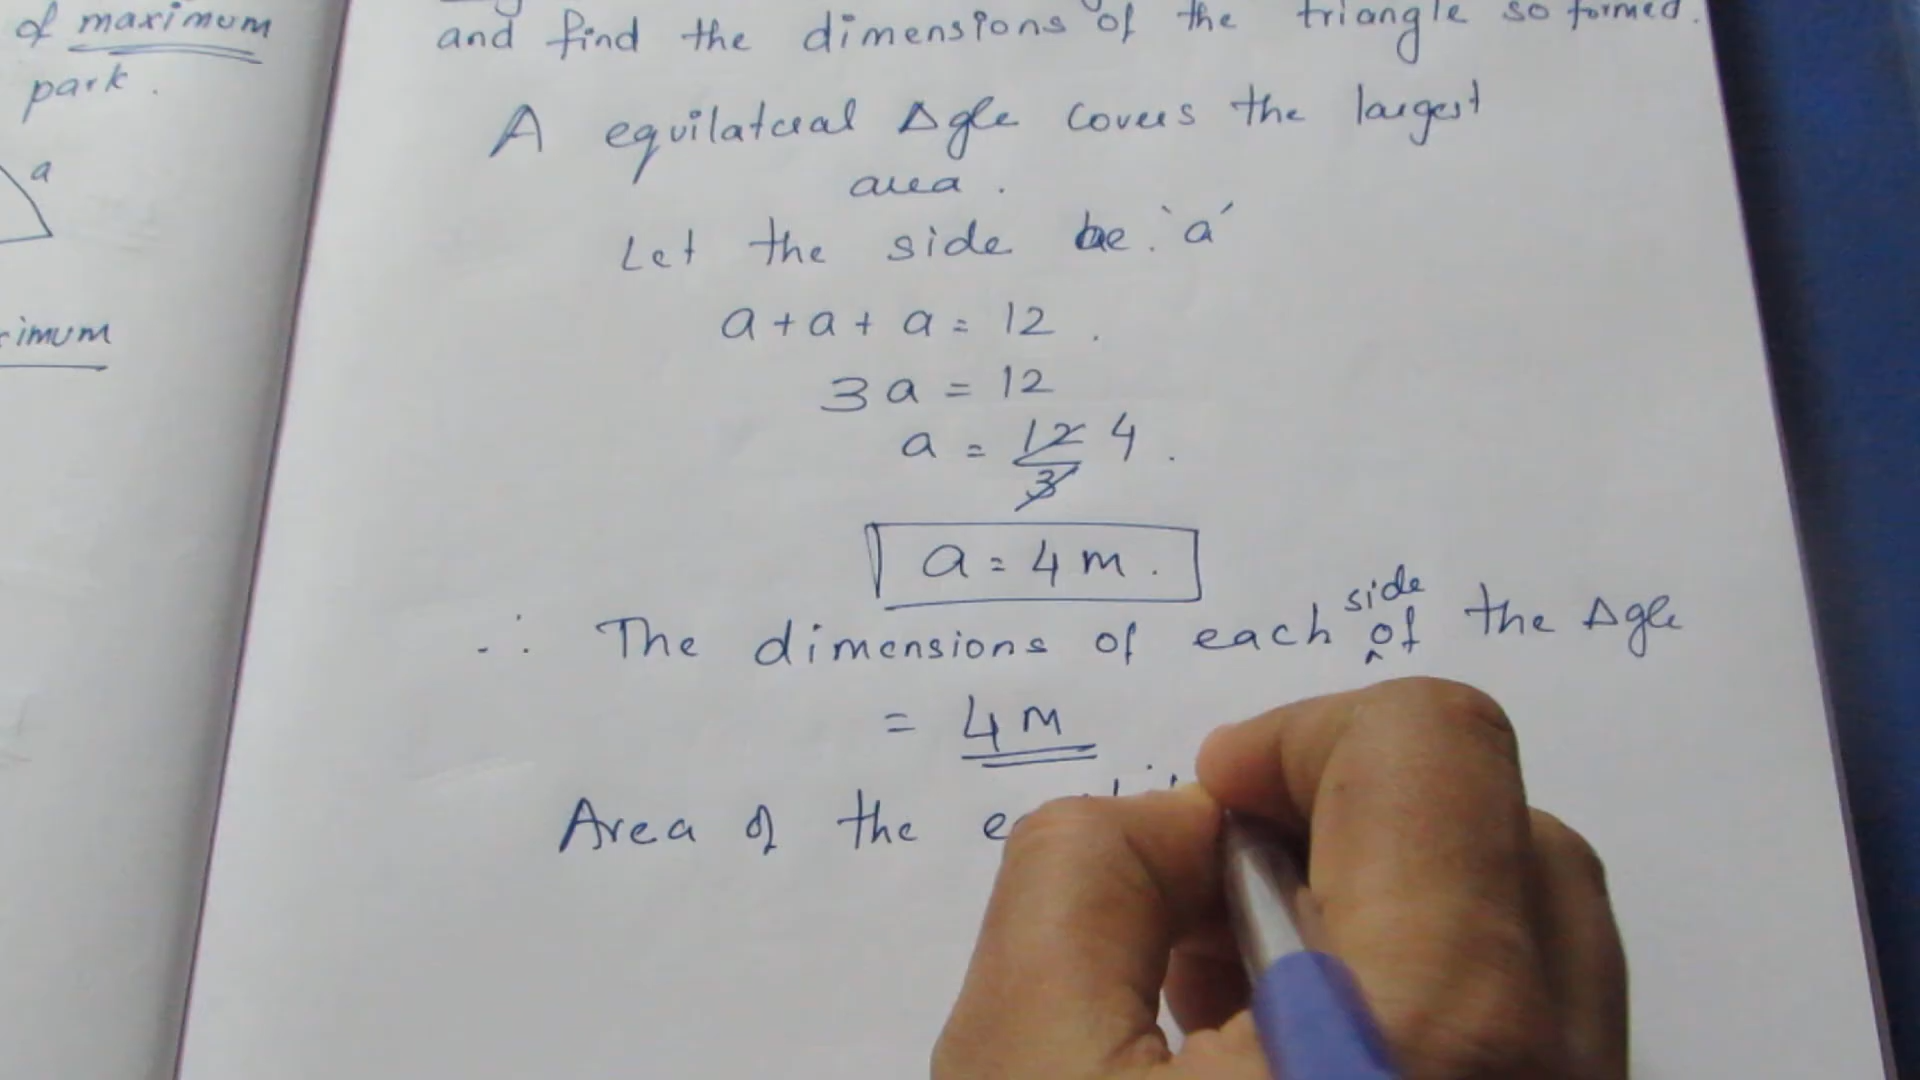 of maximum
park.
a
imum
and find the dimensions of the triangle so formed.
A equilateral Δgle covers the largest
area.
Let the side be 'a'
a + a + a = 12.
3a = 12
a = 12/3 4.
a = 4 m.
∴ The dimensions of each side of the Δgle
= 4 m
Area of the